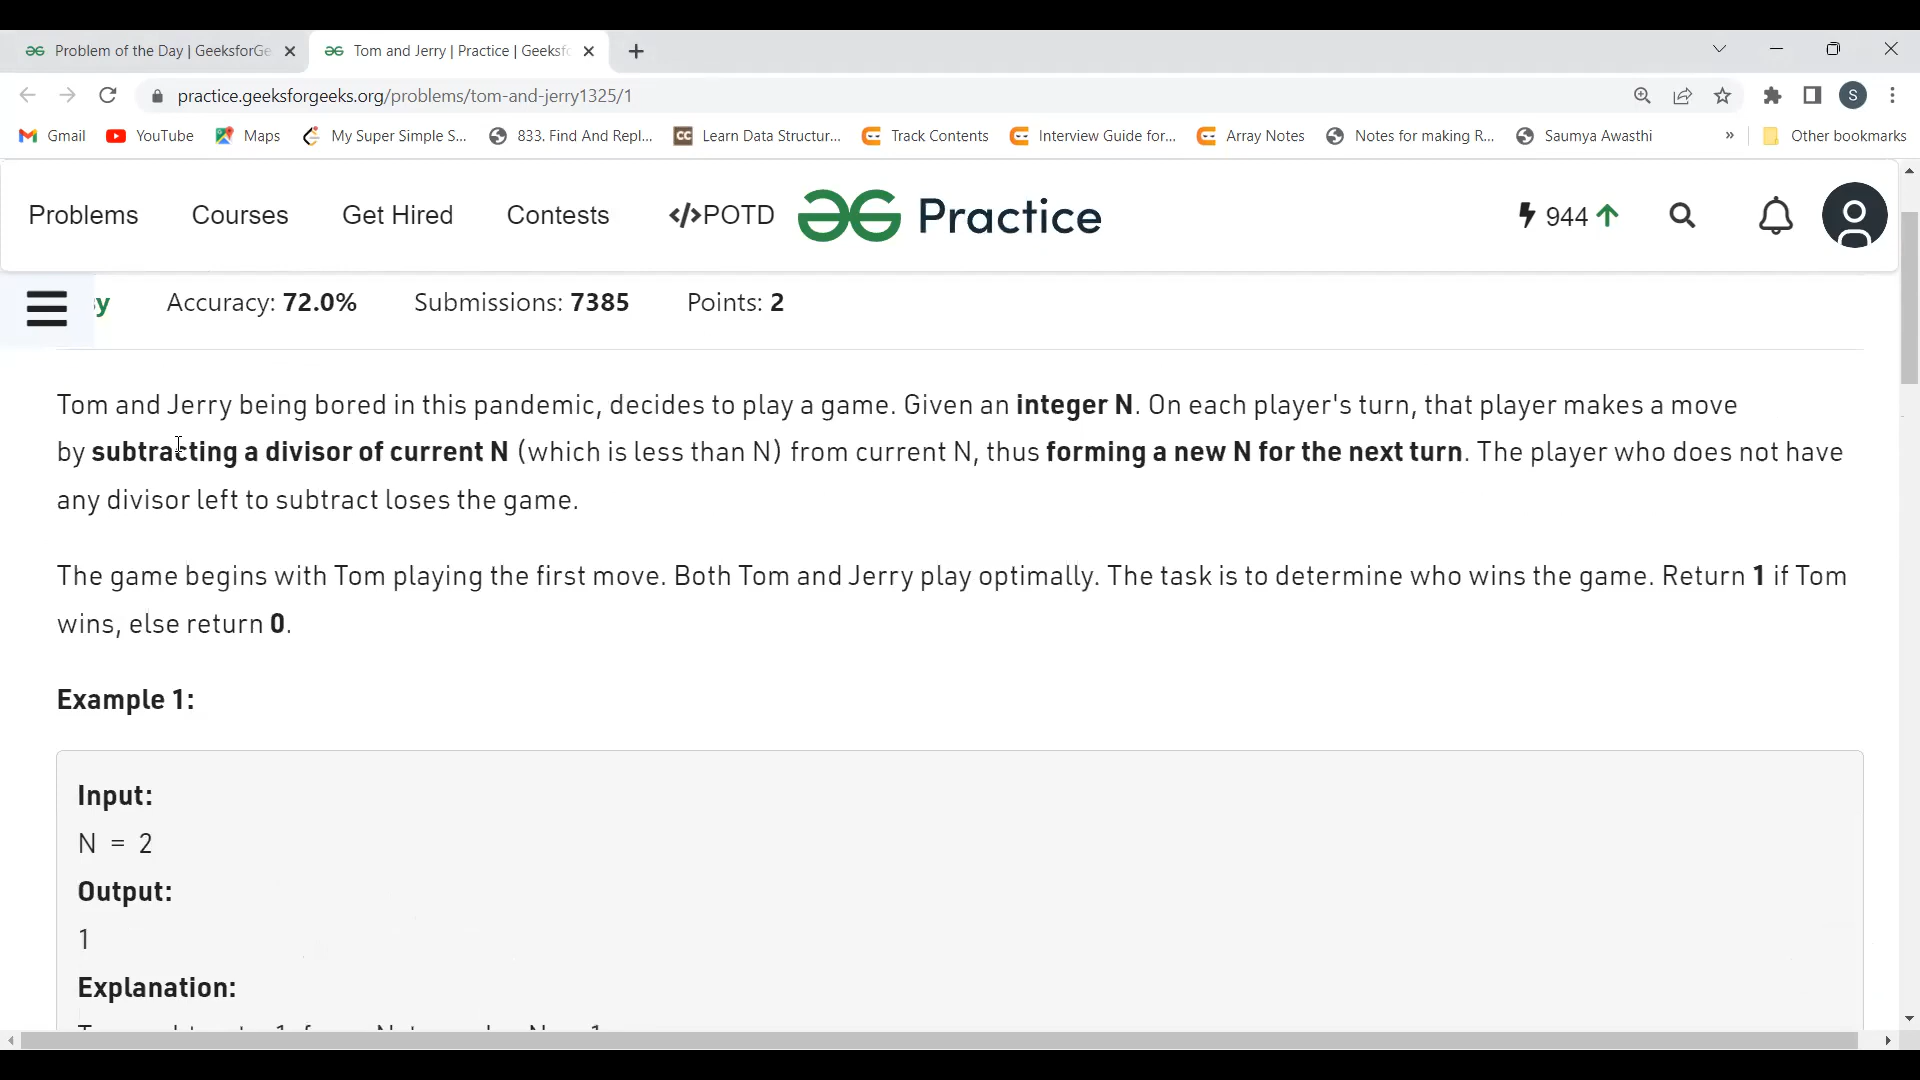 Problem of the Day | GeeksforGe
Tom and Jerry | Practice | Geeksfo
practice.geeksforgeeks.org/problems/tom-and-jerry1325/1
S
Gmail YouTube Maps My Super Simple S... 833. Find And Repl... CC Learn Data Structur... Track Contents Interview Guide for... Array Notes Notes for making R... Saumya Awasthi » Other bookmarks
Problems Courses Get Hired Contests </>POTD Practice 944
sy Accuracy: 72.0% Submissions: 7385 Points: 2
Tom and Jerry being bored in this pandemic, decides to play a game. Given an integer N. On each player's turn, that player makes a move
by subtracting a divisor of current N (which is less than N) from current N, thus forming a new N for the next turn. The player who does not have
any divisor left to subtract loses the game.
The game begins with Tom playing the first move. Both Tom and Jerry play optimally. The task is to determine who wins the game. Return 1 if Tom
wins, else return 0.
Example 1:
Input:
N = 2
Output:
1
Explanation: